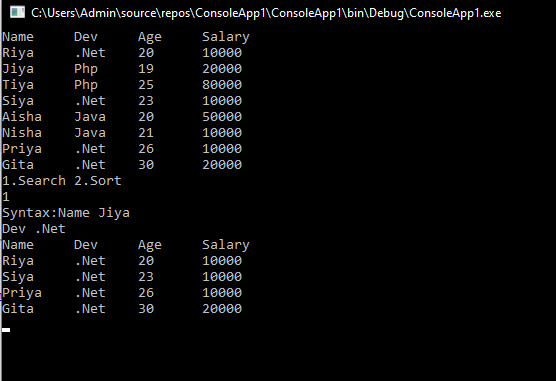 C:\Users\Admin\source\repos\ConsoleApp1\ConsoleApp1\bin\Debug\ConsoleApp1.exe
Name Dev Age Salary
Riya .Net 20 10000
Jiya Php 19 20000
Tiya Php 25 80000
Siya .Net 23 10000
Aisha Java 20 50000
Nisha Java 21 10000
Priya .Net 26 10000
Gita .Net 30 20000
1.Search 2.Sort
1
Syntax:Name Jiya
Dev .Net
Name Dev Age Salary
Riya .Net 20 10000
Siya .Net 23 10000
Priya .Net 26 10000
Gita .Net 30 20000